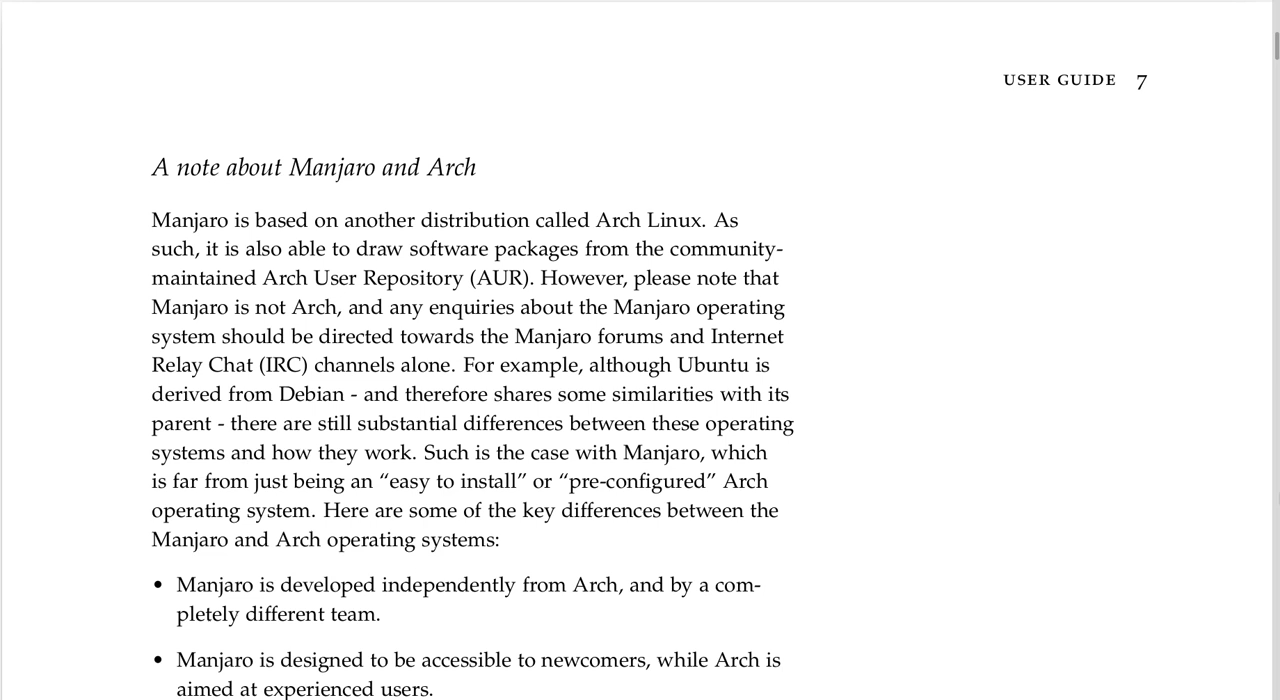 USER GUIDE 7
A note about Manjaro and Arch
Manjaro is based on another distribution called Arch Linux. As
such, it is also able to draw software packages from the community-
maintained Arch User Repository (AUR). However, please note that
Manjaro is not Arch, and any enquiries about the Manjaro operating
system should be directed towards the Manjaro forums and Internet
Relay Chat (IRC) channels alone. For example, although Ubuntu is
derived from Debian - and therefore shares some similarities with its
parent - there are still substantial differences between these operating
systems and how they work. Such is the case with Manjaro, which
is far from just being an “easy to install” or “pre-configured” Arch
operating system. Here are some of the key differences between the
Manjaro and Arch operating systems:
• Manjaro is developed independently from Arch, and by a com-
pletely different team.
• Manjaro is designed to be accessible to newcomers, while Arch is
aimed at experienced users.